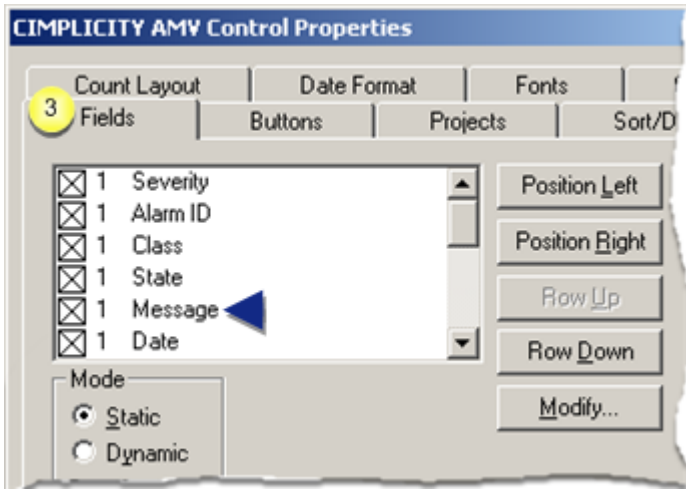 CIMPLICITY AMV Control Properties
Count Layout Date Format Fonts
3 Fields Buttons Projects Sort/D
1 Severity
1 Alarm ID
1 Class
1 State
1 Message
1 Date
Position Left
Position Right
Row Up
Row Down
Modify...
Mode
Static
Dynamic